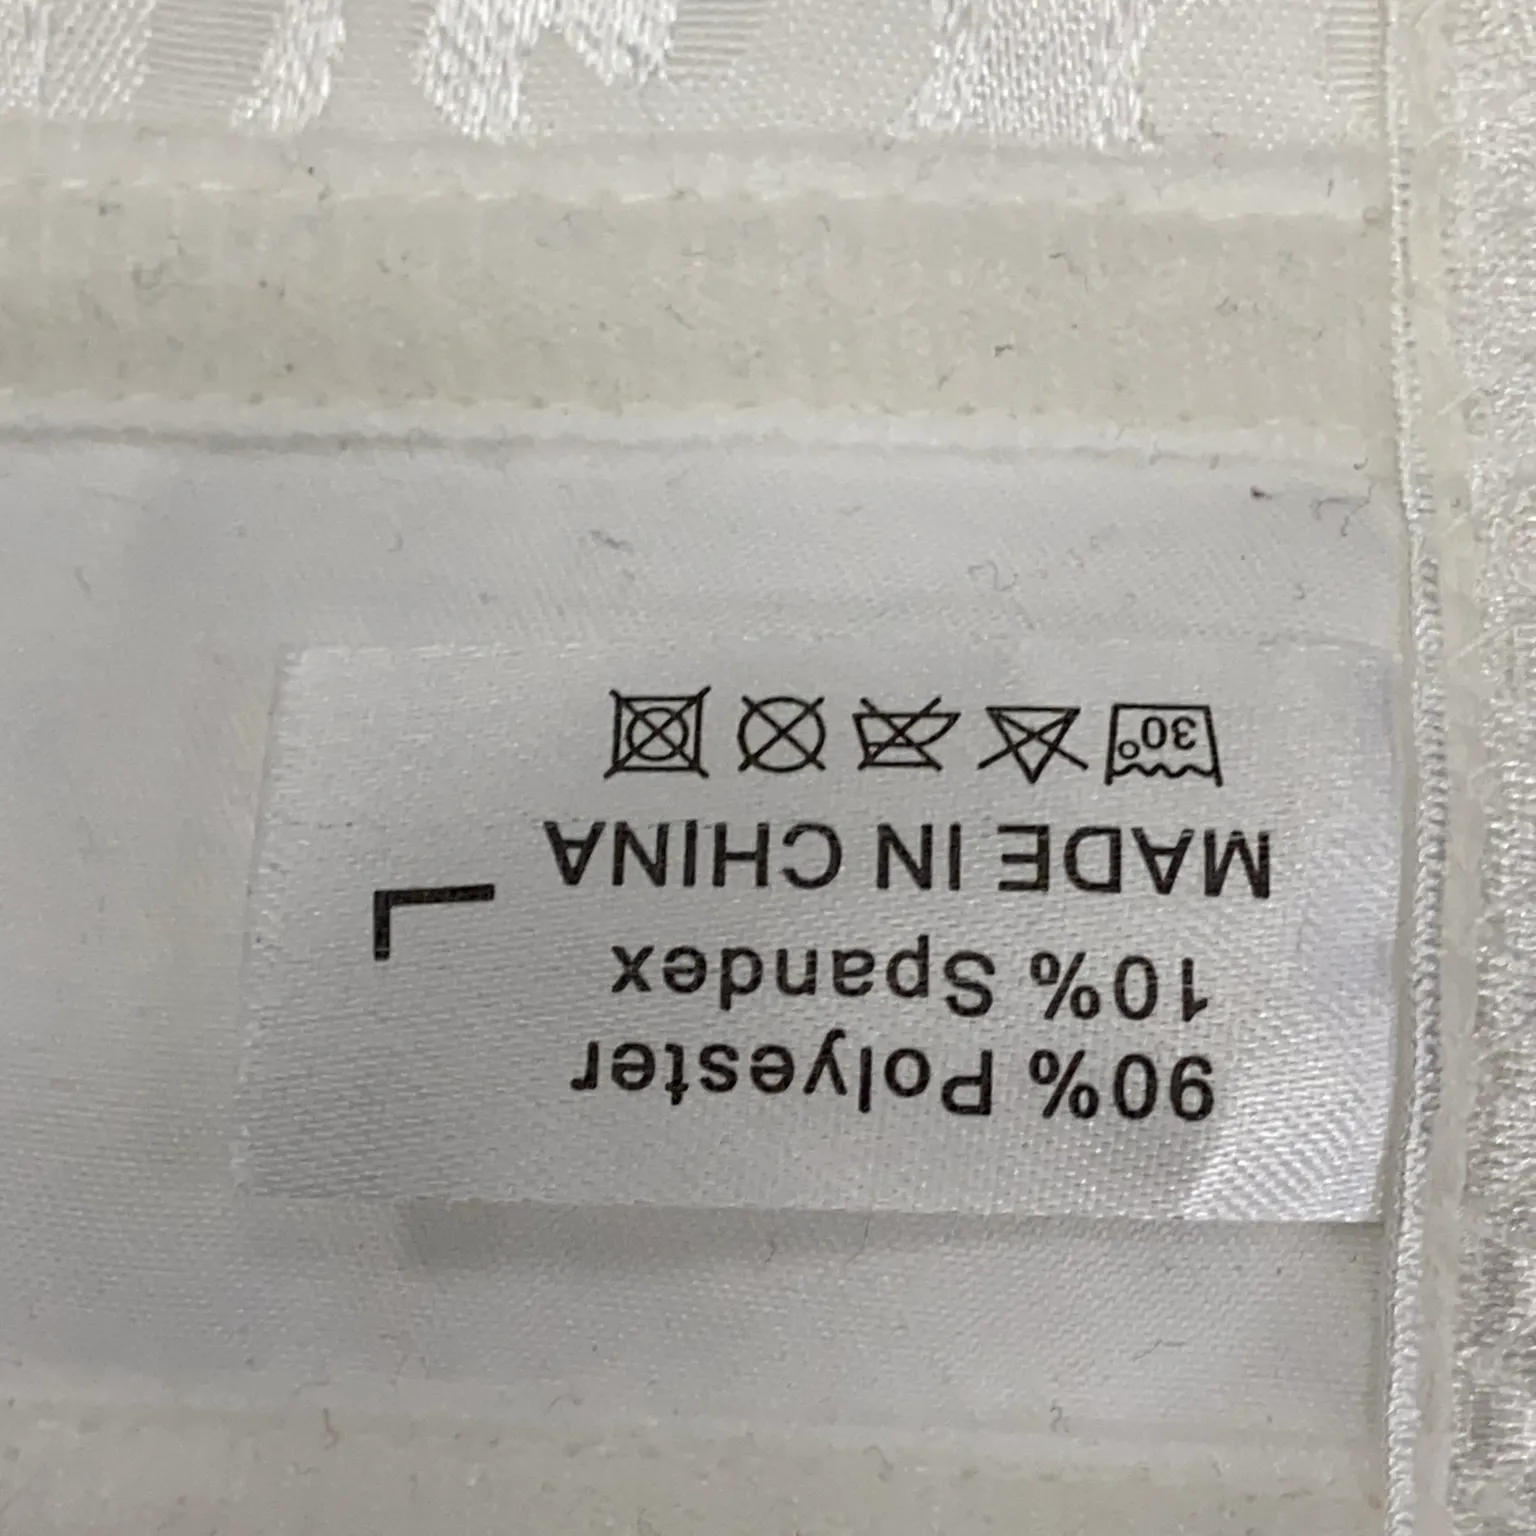 90% Polyester
10% Spandex
MADE IN CHINA
L
30°